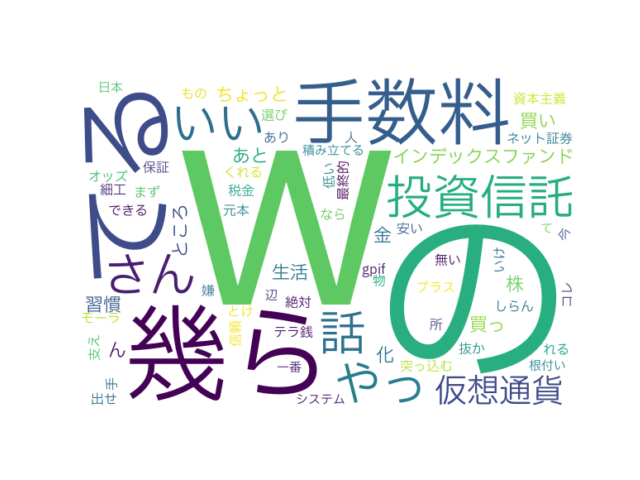 日本
もの
ちょっと
手数料
資本主義
る
いい
選び
買い
あり
人
ネット証券
保証
あと
積み立てる
インデックスファンド
オッズ
まず
くれる
低い
最終的
細工
できる
税金
投資信託
W
の
て
元本
なら
ところ
金
安い
て
今
さん
生活
gpif
無い
株
物
習慣
嫌
辺
絶対
プラス
しらん
モーラ
とけ
信頼
話
所
買っ
幾ら
テラ銭
支え
ん
化
抜か
れる
一番
やつ
突っ込む
根付い
出せ
手
システム
仮想通貨